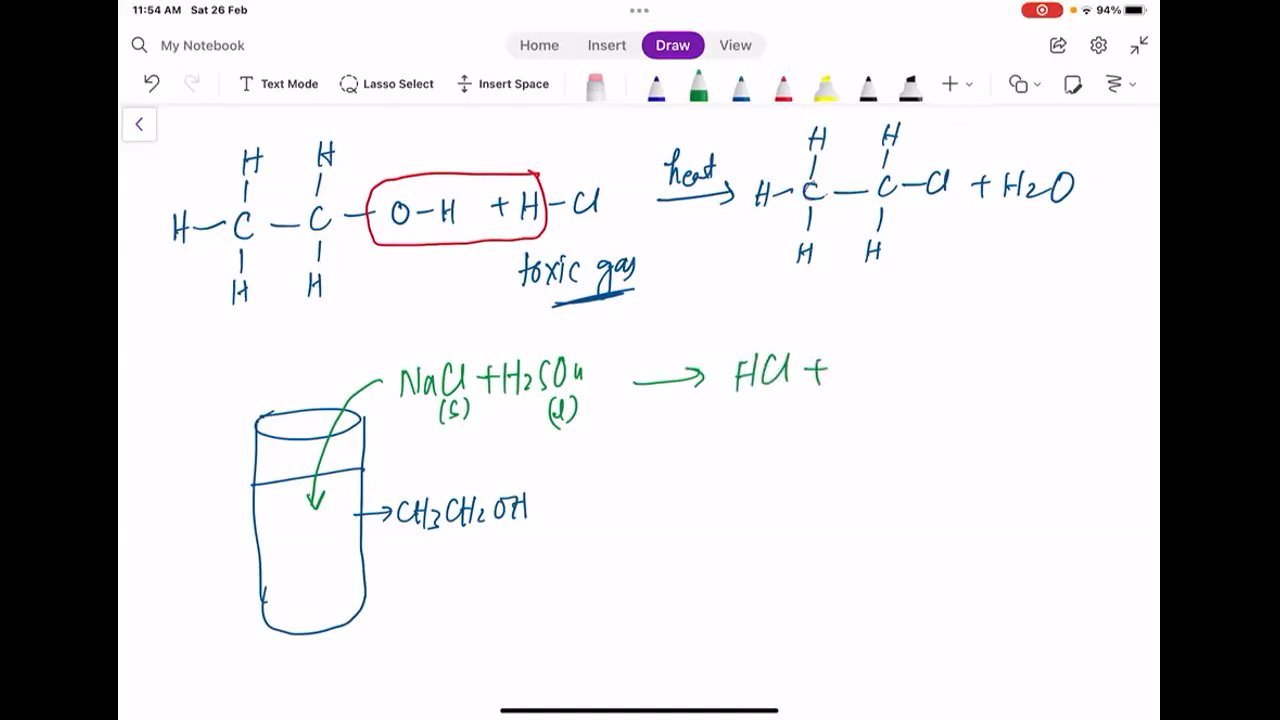 11:54 AM Sat 26 Feb 94%
My Notebook Home Insert Draw View
Text Mode Lasso Select Insert Space
H H
H-C-C-O-H +H-Cl
H H
heat
H H
H-C-C-Cl +H2O
H H
toxic gas
NaCl+H2SO4 → HCl +
(s) (l)
→CH3CH2OH